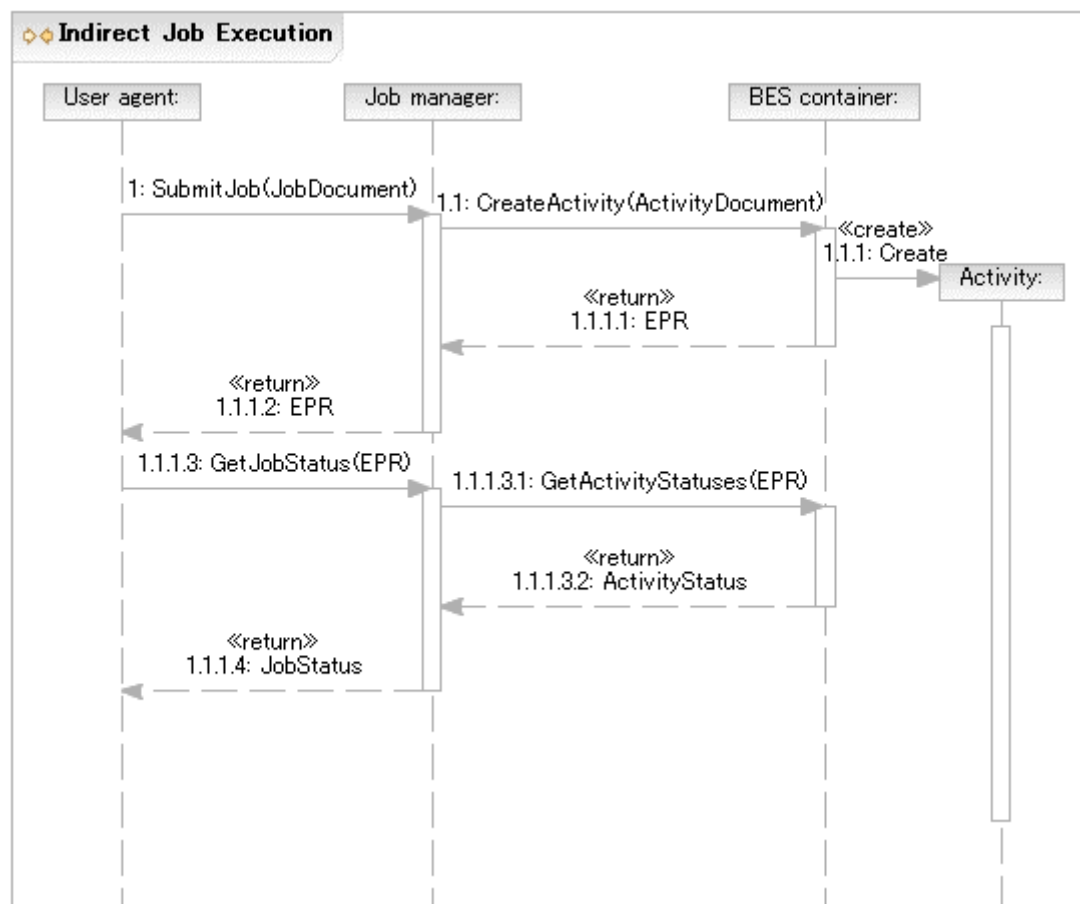 Indirect Job Execution
User agent:
Job manager:
BES container:
1: SubmitJob(JobDocument)
1.1: CreateActivity(ActivityDocument)
≪create≫
1.1.1: Create
Activity:
≪return≫
1.1.1.1: EPR
≪return≫
1.1.1.2: EPR
1.1.1.3: GetJobStatus(EPR)
1.1.1.3.1: GetActivityStatuses(EPR)
≪return≫
1.1.1.3.2: ActivityStatus
≪return≫
1.1.1.4: JobStatus